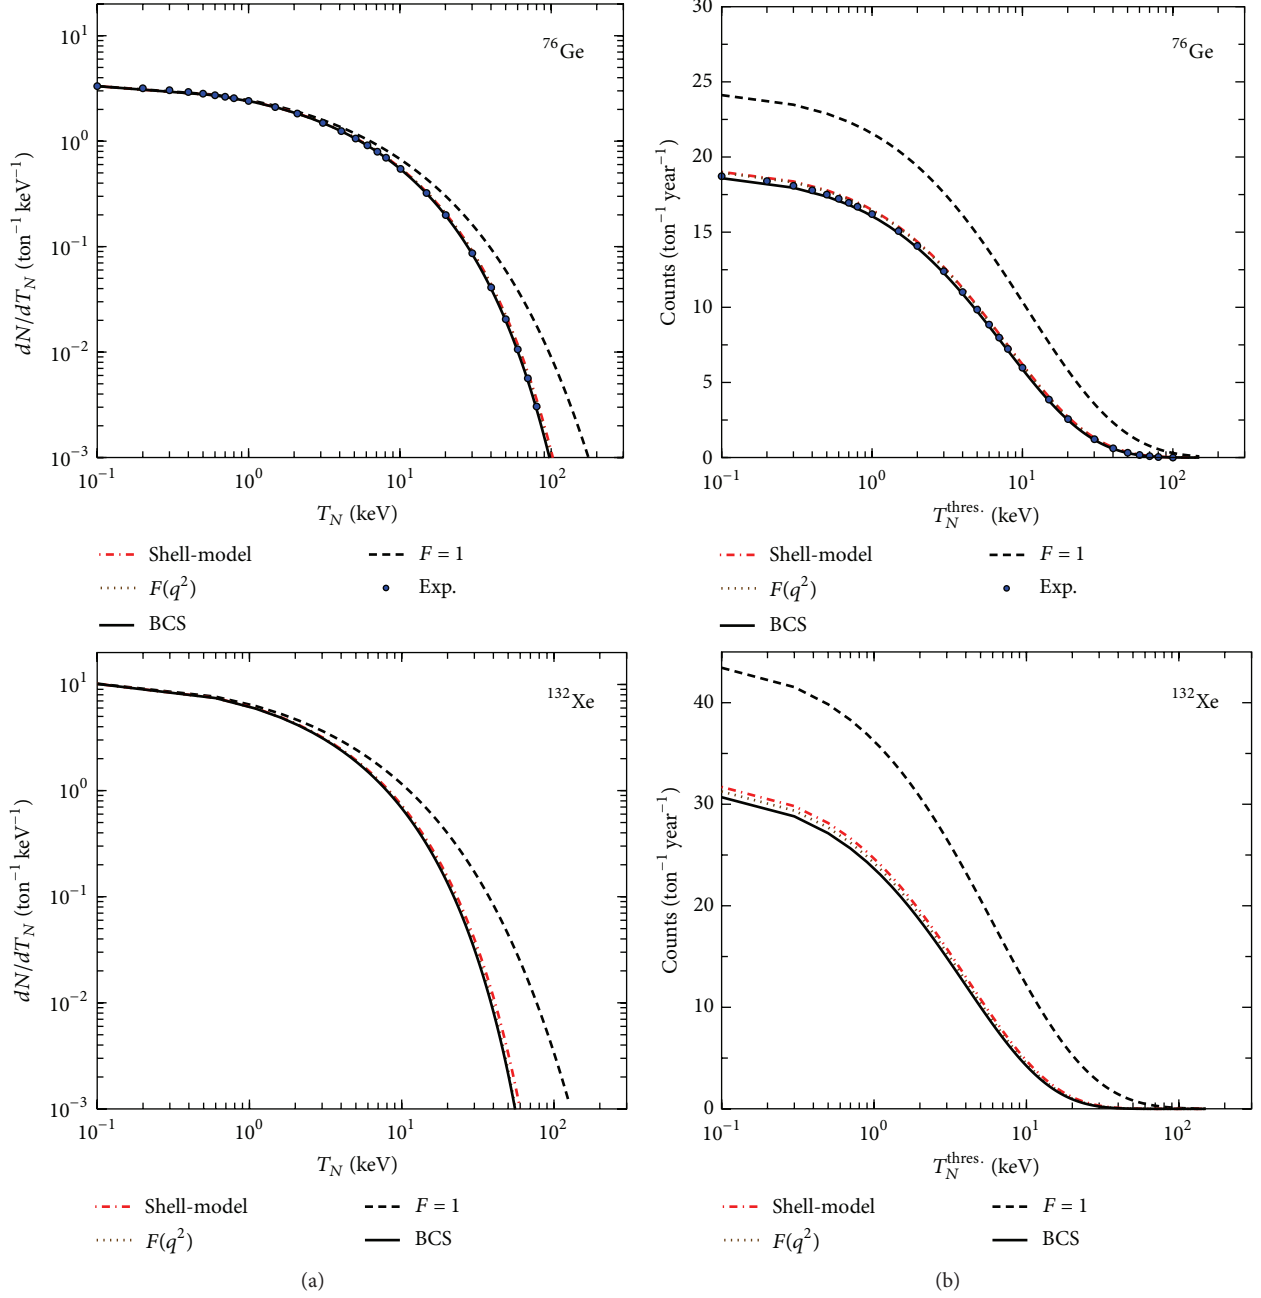 10¹
10⁰
10⁻¹
10⁻²
10⁻³
dN/dT_N (ton⁻¹ keV⁻¹)
⁷⁶Ge
10⁻¹ 10⁰ 10¹ 10²
T_N (keV)
Shell-model
F(q²)
BCS
F = 1
Exp.
30
25
20
15
10
5
0
Counts (ton⁻¹ year⁻¹)
⁷⁶Ge
10⁻¹ 10⁰ 10¹ 10²
T_N^thres. (keV)
Shell-model
F(q²)
BCS
F = 1
Exp.
10¹
10⁰
10⁻¹
10⁻²
10⁻³
dN/dT_N (ton⁻¹ keV⁻¹)
¹³²Xe
10⁻¹ 10⁰ 10¹ 10²
T_N (keV)
Shell-model
F(q²)
F = 1
BCS
(a)
40
30
20
10
0
Counts (ton⁻¹ year⁻¹)
¹³²Xe
10⁻¹ 10⁰ 10¹ 10²
T_N^thres. (keV)
Shell-model
F(q²)
F = 1
BCS
(b)